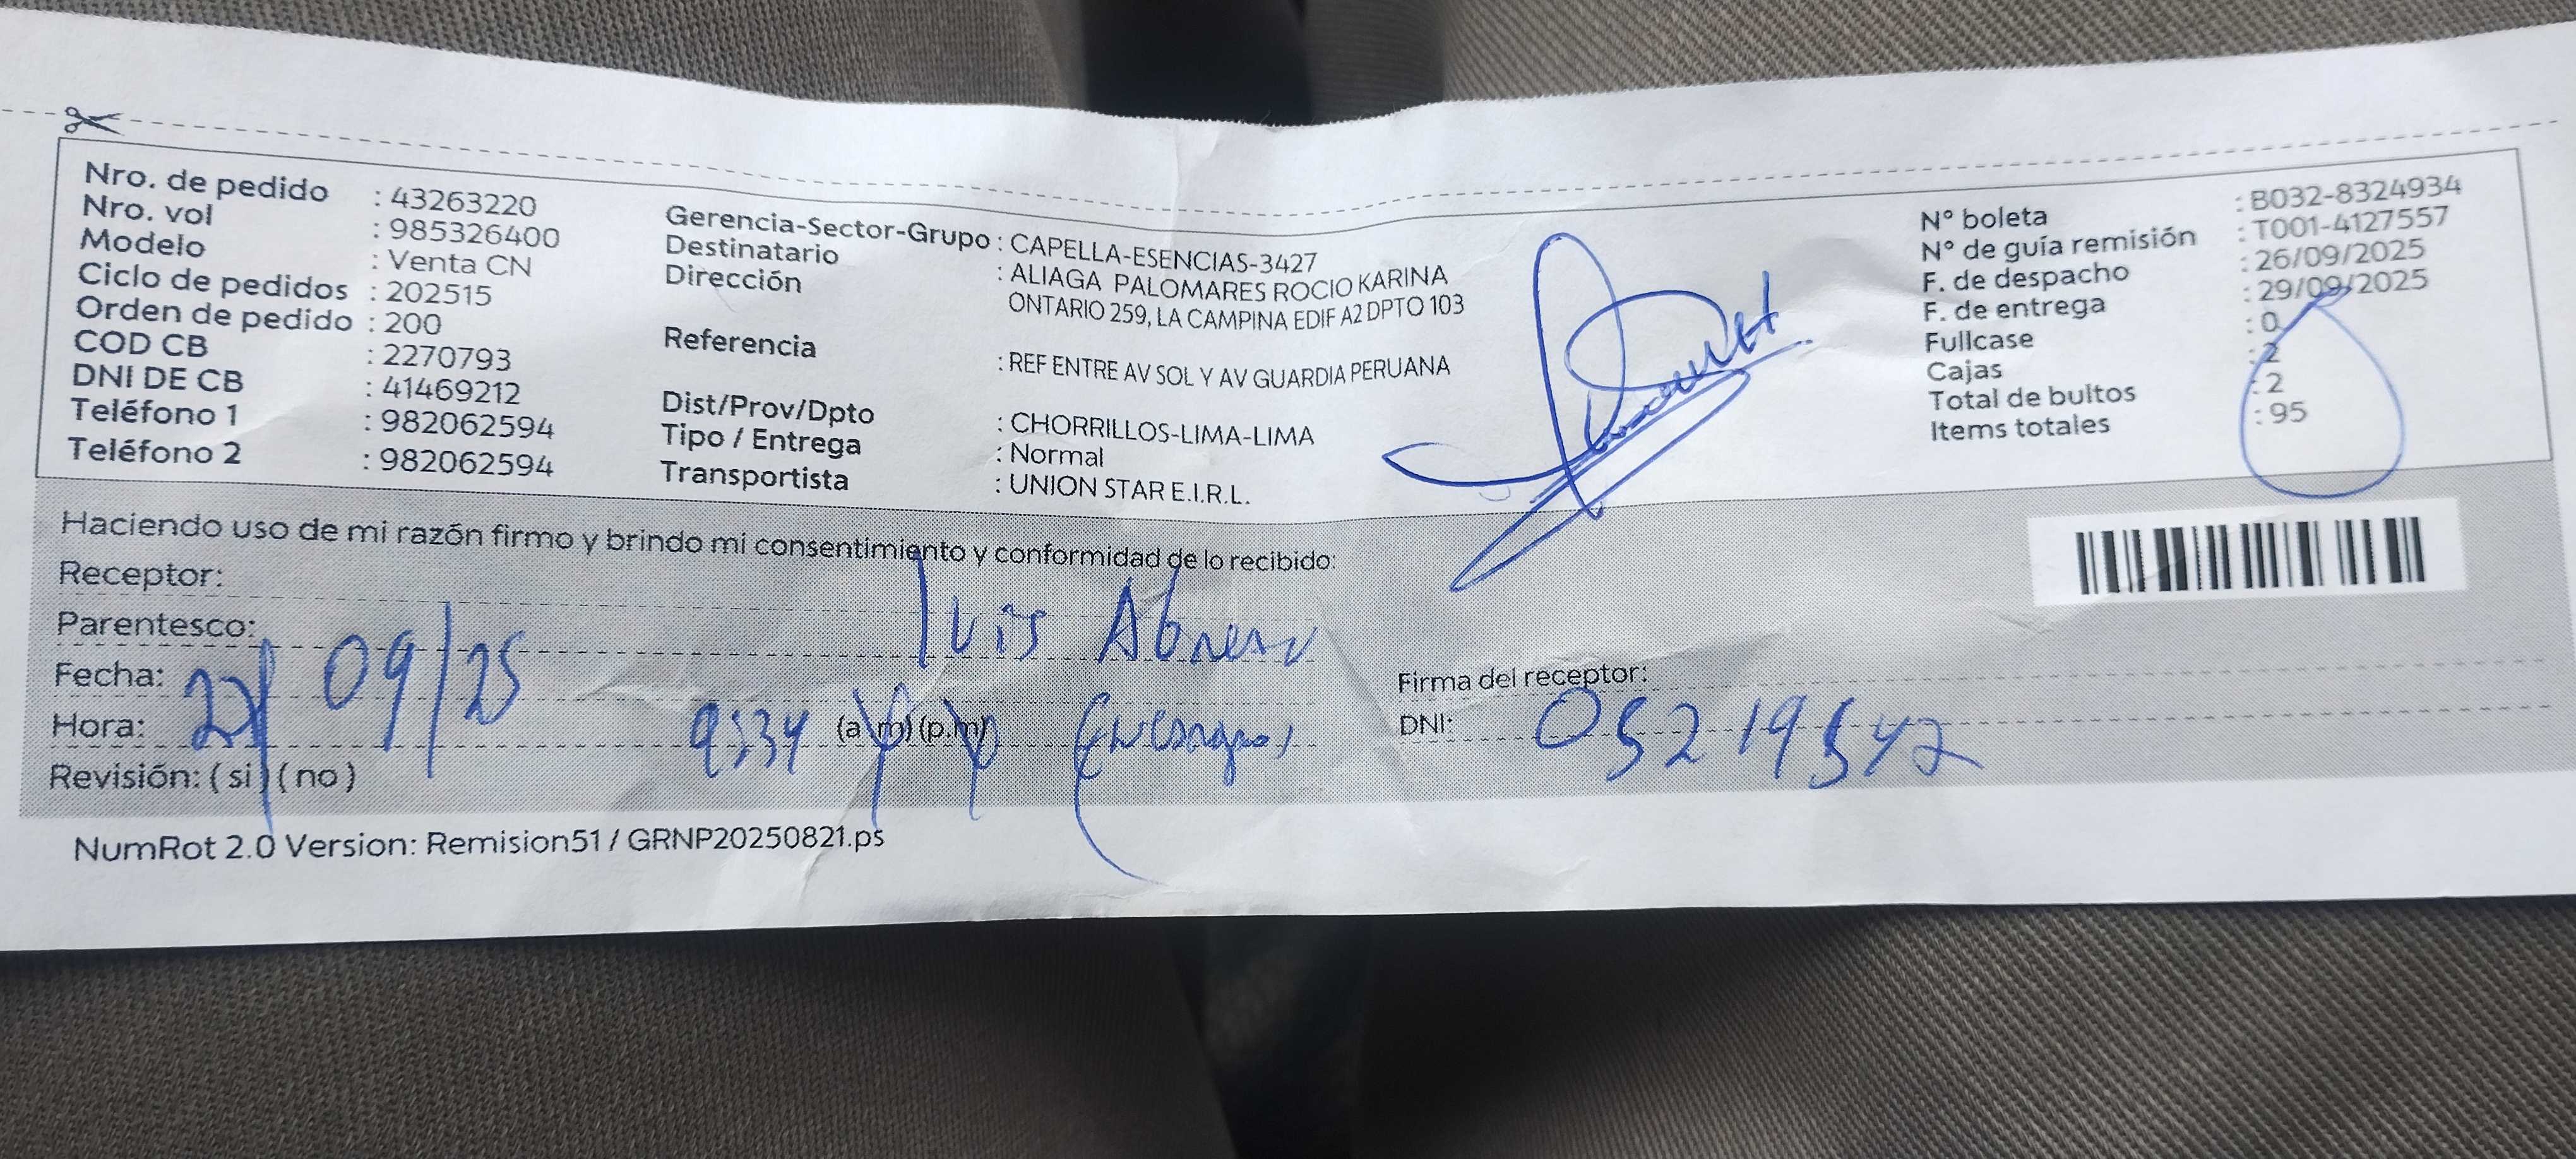 Nro. de pedido : 43263220
Nro. vol : 985326400
Modelo : Venta CN
Ciclo de pedidos : 202515
Orden de pedido : 200
COD CB : 2270793
DNI DE CB : 41469212
Teléfono 1 : 982062594
Teléfono 2 : 982062594
Gerencia-Sector-Grupo : CAPELLA-ESENCIAS-3427
Destinatario : ALIAGA PALOMARES ROCIO KARINA
Dirección ONTARIO 259, LA CAMPINA EDIF A2 DPTO 103
Referencia : REF ENTRE AV SOL Y AV GUARDIA PERUANA
Dist/Prov/Dpto : CHORRILLOS-LIMA-LIMA
Tipo / Entrega : Normal
Transportista : UNION STAR E.I.R.L.
N° boleta : B032-8324934
N° de guía remisión : T001-4127557
F. de despacho : 26/09/2025
F. de entrega : 29/09/2025
Fullcase : 0
Cajas : 2
Total de bultos : 2
Items totales : 95
Haciendo uso de mi razón firmo y brindo mi consentimiento y conformidad de lo recibido:
Receptor:
Luis Abreu
Parentesco:
Fecha: 09/25
Hora: 9:34 (a.m) (p.m)
Revisión: (si) (no)
Firma del receptor:
DNI: 05219542
NumRot 2.0 Version: Remision51 / GRNP20250821.ps